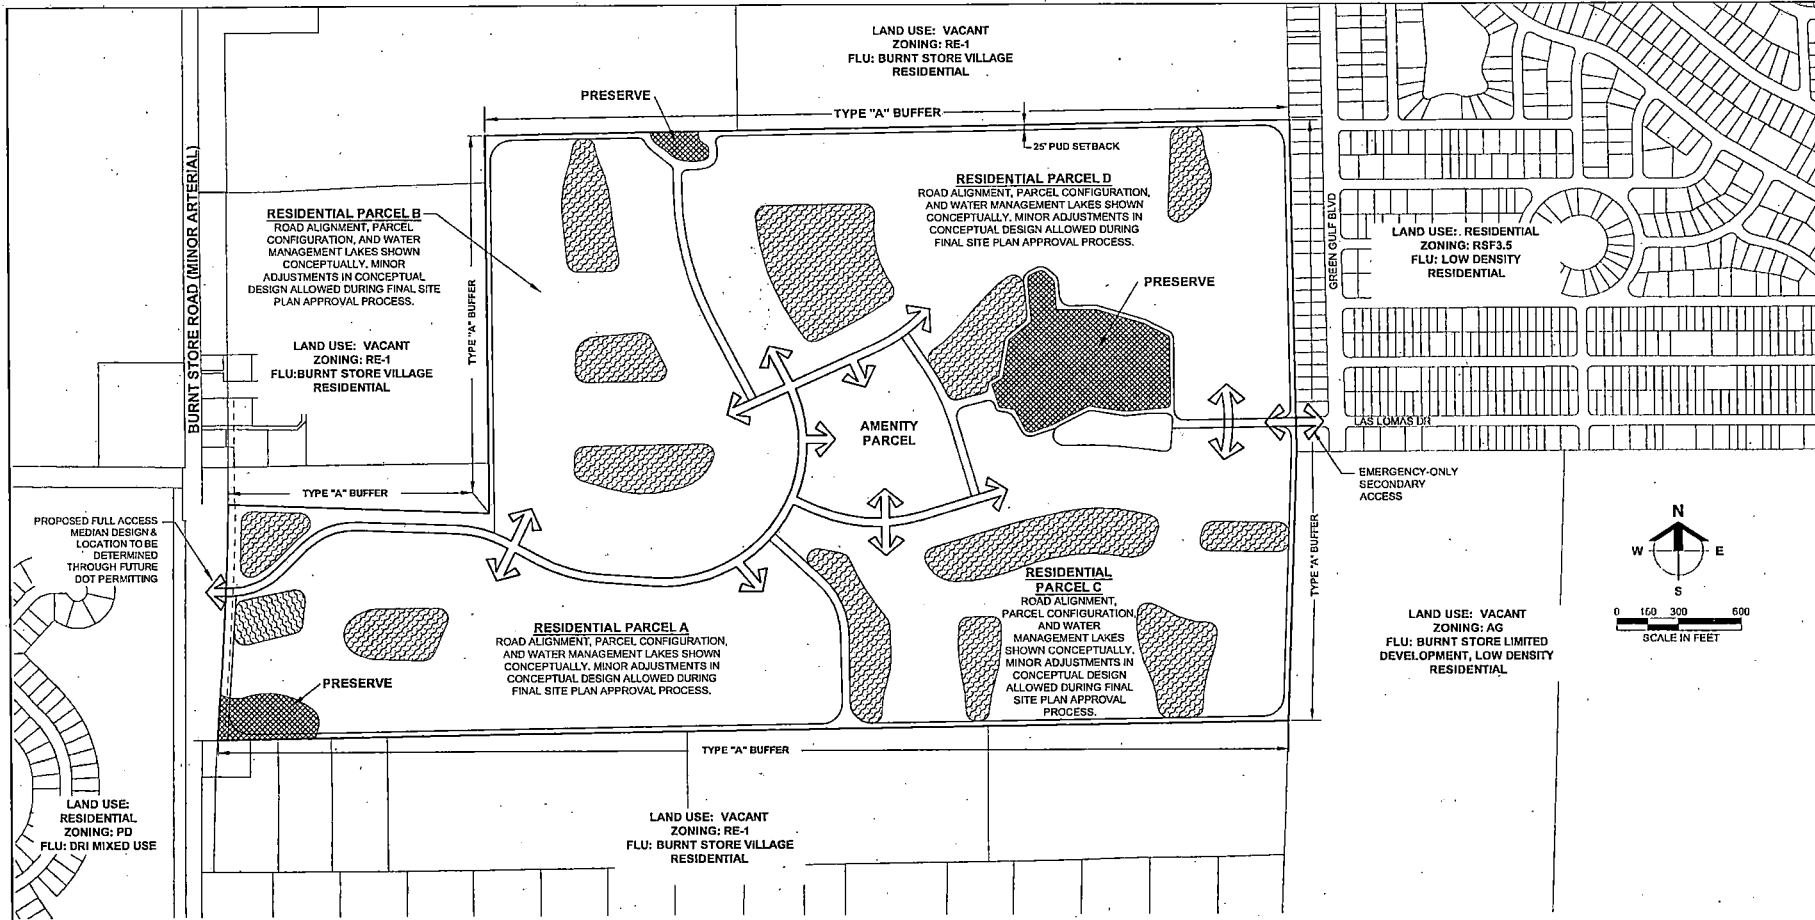 LAND USE: VACANT
ZONING: RE-1
FLU: BURNT STORE VILLAGE
RESIDENTIAL
PRESERVE
TYPE "A" BUFFER
25' PUD SETBACK
BURNT STORE ROAD (MINOR ARTERIAL)
RESIDENTIAL PARCEL B
ROAD ALIGNMENT, PARCEL
CONFIGURATION, AND WATER
MANAGEMENT LAKES SHOWN
CONCEPTUALLY. MINOR
ADJUSTMENTS IN CONCEPTUAL
DESIGN ALLOWED DURING FINAL SITE
PLAN APPROVAL PROCESS.
TYPE "A" BUFFER
RESIDENTIAL PARCEL D
ROAD ALIGNMENT, PARCEL CONFIGURATION,
AND WATER MANAGEMENT LAKES SHOWN
CONCEPTUALLY. MINOR ADJUSTMENTS IN
CONCEPTUAL DESIGN ALLOWED DURING
FINAL SITE PLAN APPROVAL PROCESS.
PRESERVE
GREEN GULF BLVD
LAND USE: RESIDENTIAL
ZONING: RSF3.5
FLU: LOW DENSITY
RESIDENTIAL
LAND USE: VACANT
ZONING: RE-1
FLU:BURNT STORE VILLAGE
RESIDENTIAL
AMENITY
PARCEL
LAS LOMAS DR
EMERGENCY-ONLY
SECONDARY
ACCESS
TYPE "A" BUFFER
PROPOSED FULL ACCESS
MEDIAN DESIGN &
LOCATION TO BE
DETERMINED
THROUGH FUTURE
DOT PERMITTING
TYPE "A" BUFFER
N
W
E
S
0 150 300 600
SCALE IN FEET
RESIDENTIAL
PARCEL C
ROAD ALIGNMENT,
PARCEL CONFIGURATION,
AND WATER
MANAGEMENT LAKES
SHOWN CONCEPTUALLY.
MINOR ADJUSTMENTS IN
CONCEPTUAL DESIGN
ALLOWED DURING FINAL
SITE PLAN APPROVAL
PROCESS.
RESIDENTIAL PARCEL A
ROAD ALIGNMENT, PARCEL CONFIGURATION,
AND WATER MANAGEMENT LAKES SHOWN
CONCEPTUALLY. MINOR ADJUSTMENTS IN
CONCEPTUAL DESIGN ALLOWED DURING
FINAL SITE PLAN APPROVAL PROCESS.
PRESERVE
LAND USE: VACANT
ZONING: AG
FLU: BURNT STORE LIMITED
DEVELOPMENT, LOW DENSITY
RESIDENTIAL
TYPE "A" BUFFER
LAND USE:
RESIDENTIAL
ZONING: PD
FLU: DRI MIXED USE
LAND USE: VACANT
ZONING: RE-1
FLU: BURNT STORE VILLAGE
RESIDENTIAL